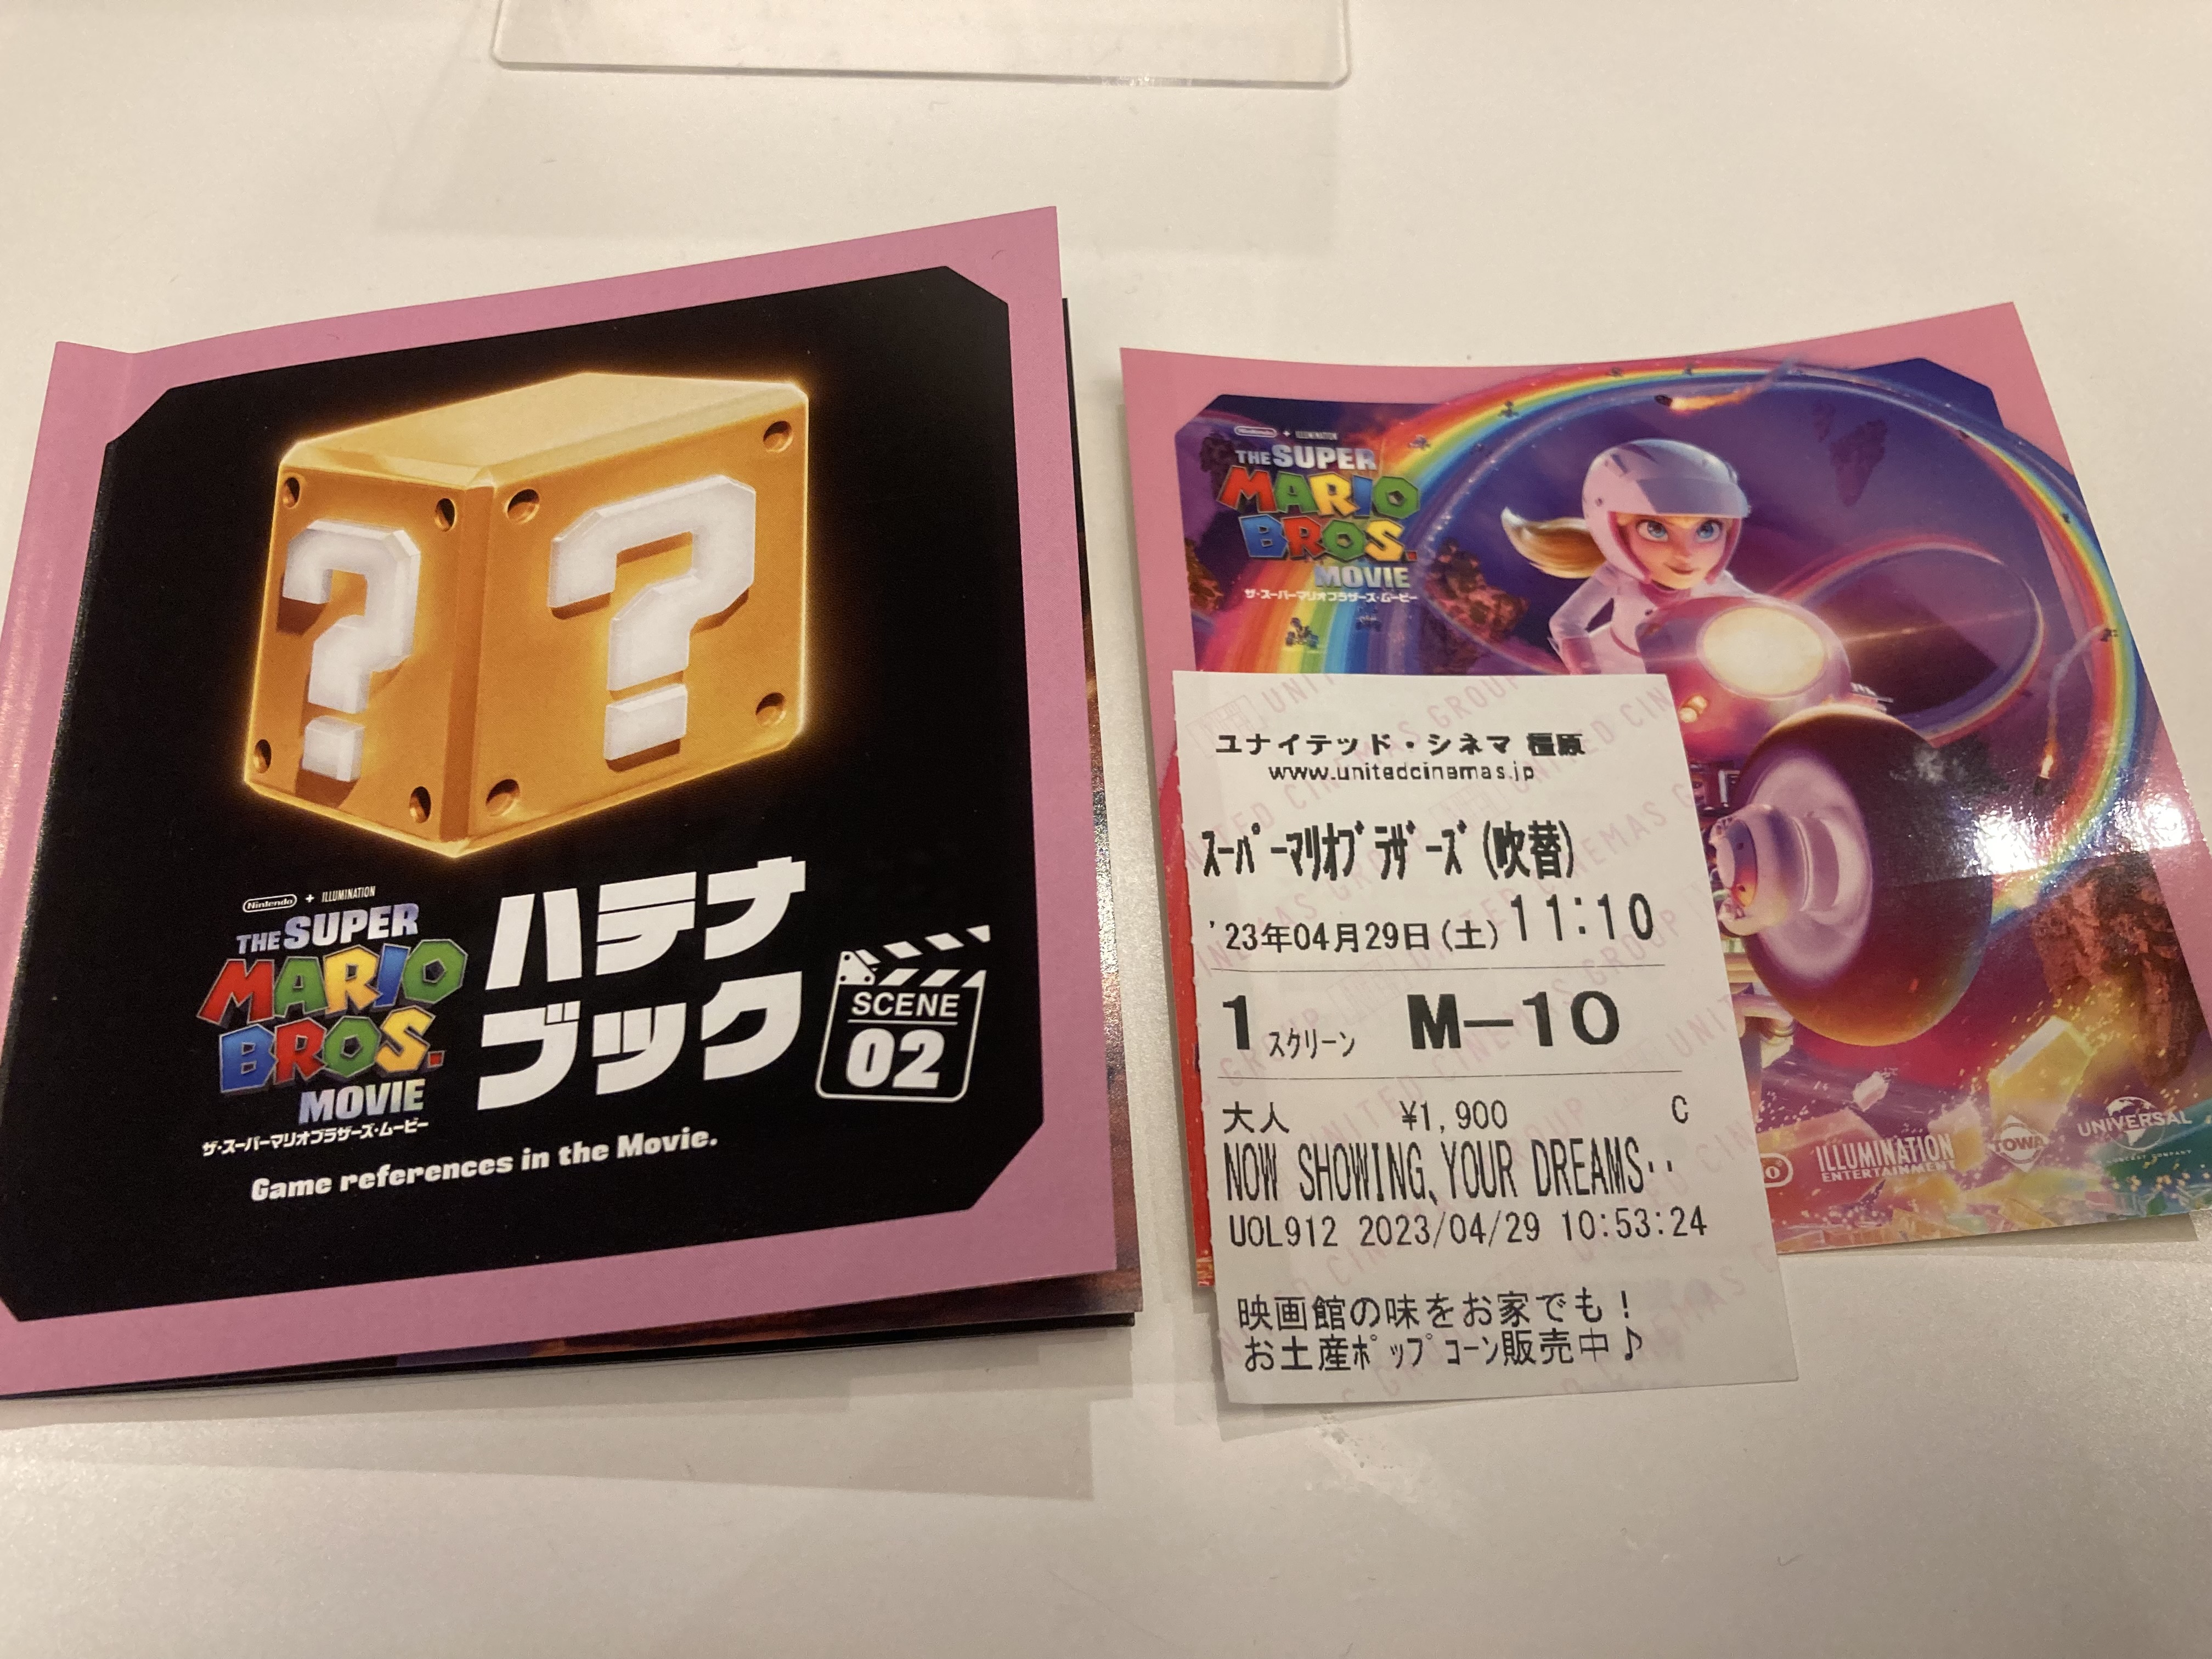 Nintendo + ILLUMINATION
THE SUPER
MARIO
BROS.
MOVIE
ザ・スーパーマリオブラザーズ・ムービー
ハテナ
ブック
SCENE
02
Game references in the Movie.
Nintendo +
THE SUPER
MARIO
BROS.
MOVIE
ザ・スーパーマリオブラザーズ・ムービー
ユナイテッド・シネマ 橿原
www.unitedcinemas.jp
スーパーマリオブラザーズ(吹替)
'23年04月29日(土) 11:10
1 スクリーン M-10
大人 ¥1,900 C
NOW SHOWING,YOUR DREAMS・・
UOL912 2023/04/29 10:53:24
映画館の味をお家でも!
お土産ポップコーン販売中♪
ILLUMINATION
ENTERTAINMENT
TOWA
UNIVERSAL